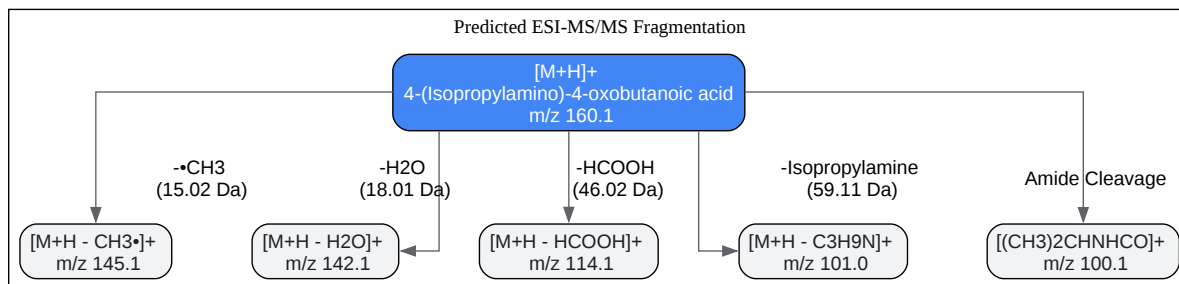 Predicted ESI-MS/MS Fragmentation
[M+H]+
4-(Isopropylamino)-4-oxobutanoic acid
m/z 160.1
-•CH3
(15.02 Da)
-H2O
(18.01 Da)
-HCOOH
(46.02 Da)
-Isopropylamine
(59.11 Da)
Amide Cleavage
[M+H - CH3•]+
m/z 145.1
[M+H - H2O]+
m/z 142.1
[M+H - HCOOH]+
m/z 114.1
[M+H - C3H9N]+
m/z 101.0
[(CH3)2CHNHCO]+
m/z 100.1